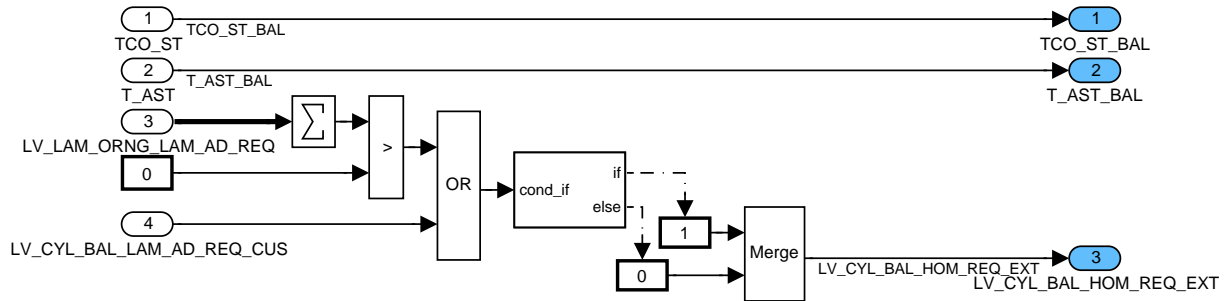 1
TCO_ST
TCO_ST_BAL
1
TCO_ST_BAL
2
T_AST
T_AST_BAL
2
T_AST_BAL
3
LV_LAM_ORNG_LAM_AD_REQ
Σ
>
0
OR
cond_if
if
else
4
LV_CYL_BAL_LAM_AD_REQ_CUS
1
0
Merge
LV_CYL_BAL_HOM_REQ_EXT
3
LV_CYL_BAL_HOM_REQ_EXT